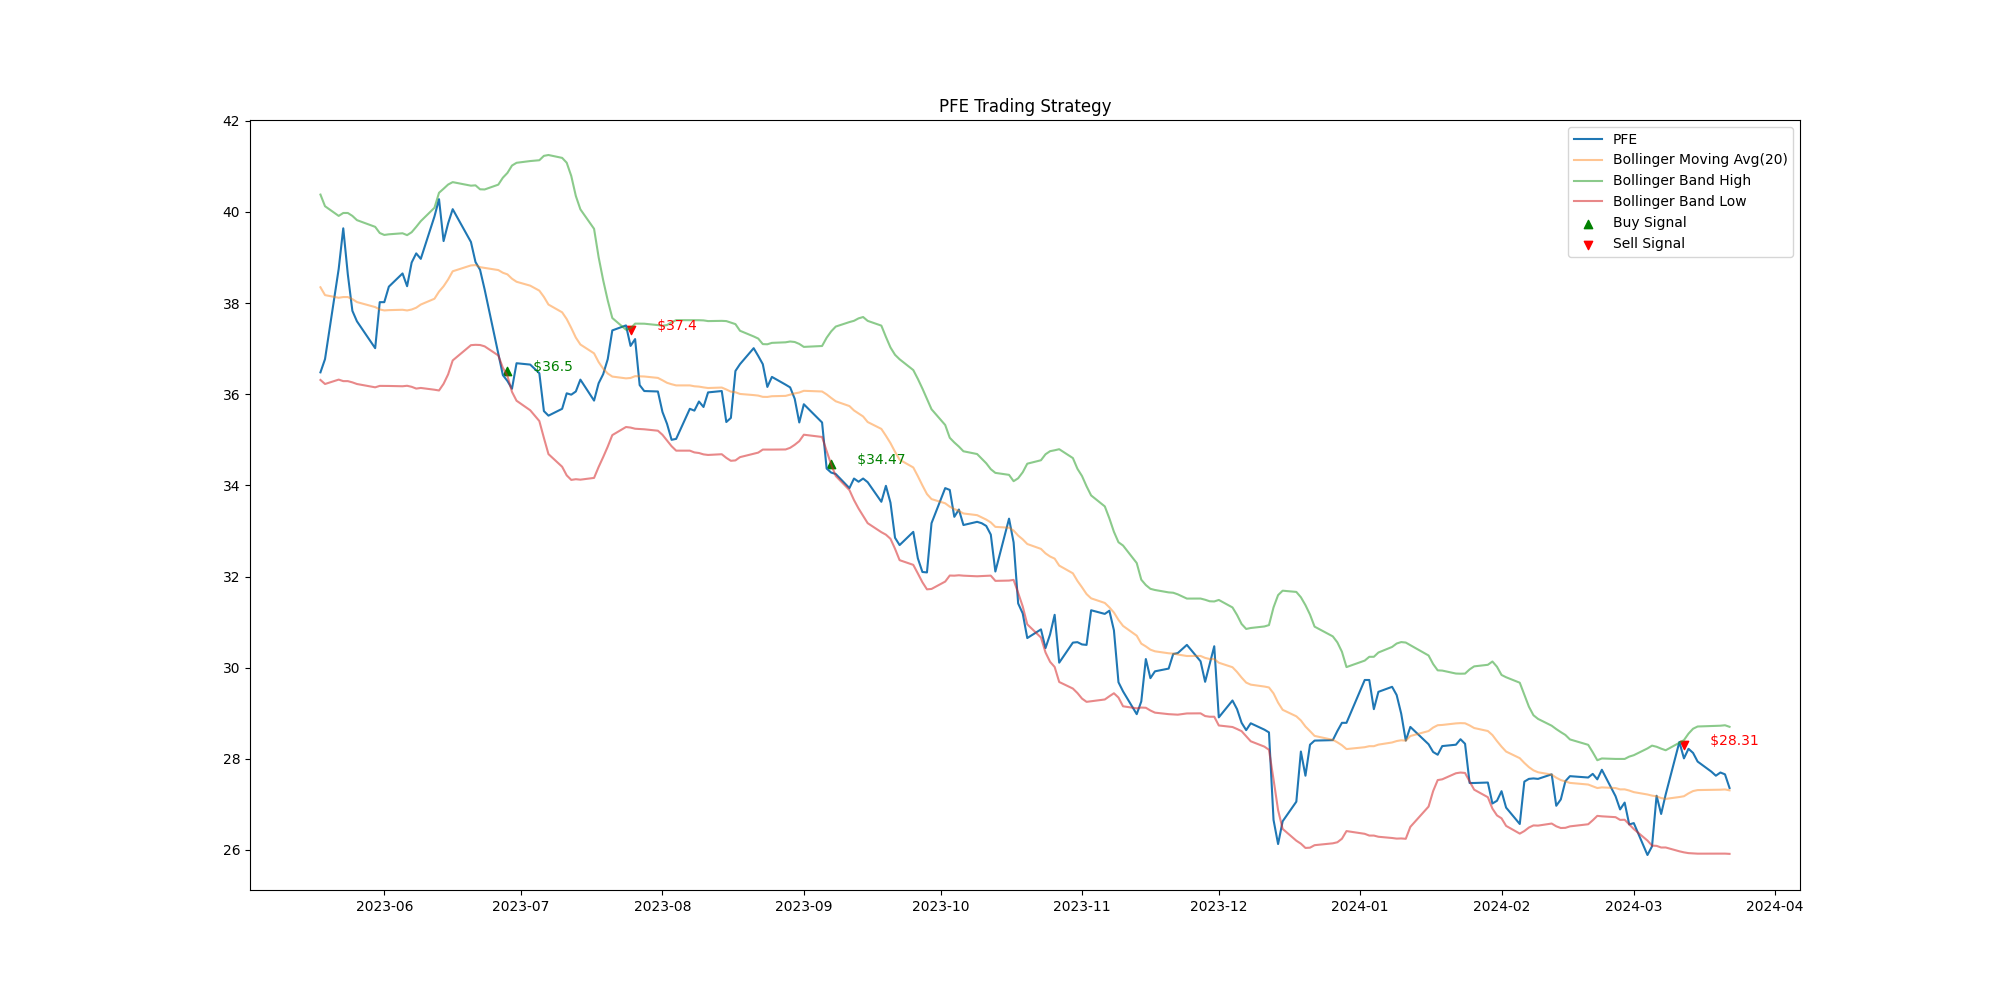 PFE Trading Strategy
42
40
38
36
34
32
30
28
26
PFE
Bollinger Moving Avg(20)
Bollinger Band High
Bollinger Band Low
Buy Signal
Sell Signal
$37.4
$36.5
$34.47
$28.31
2023-06 2023-07 2023-08 2023-09 2023-10 2023-11 2023-12 2024-01 2024-02 2024-03 2024-04